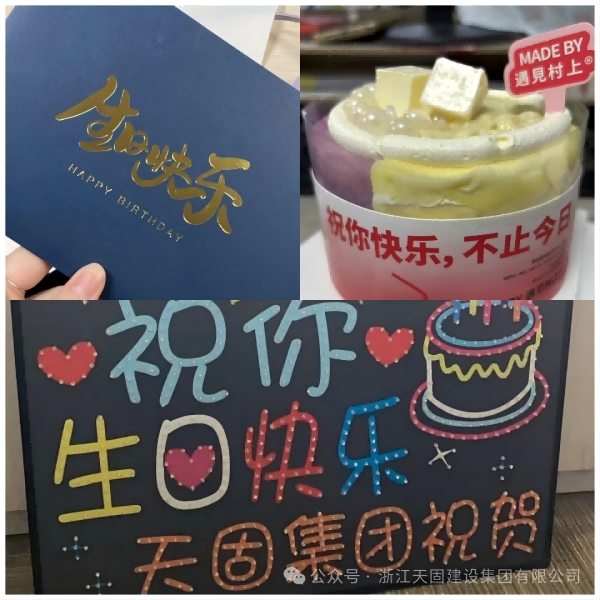 生日快乐
HAPPY BIRTHDAY
MADE BY
遇見村上®
祝你快乐，不止今日
祝你
生日快乐
天固集团祝贺
公众号·浙江天固建设集团有限公司